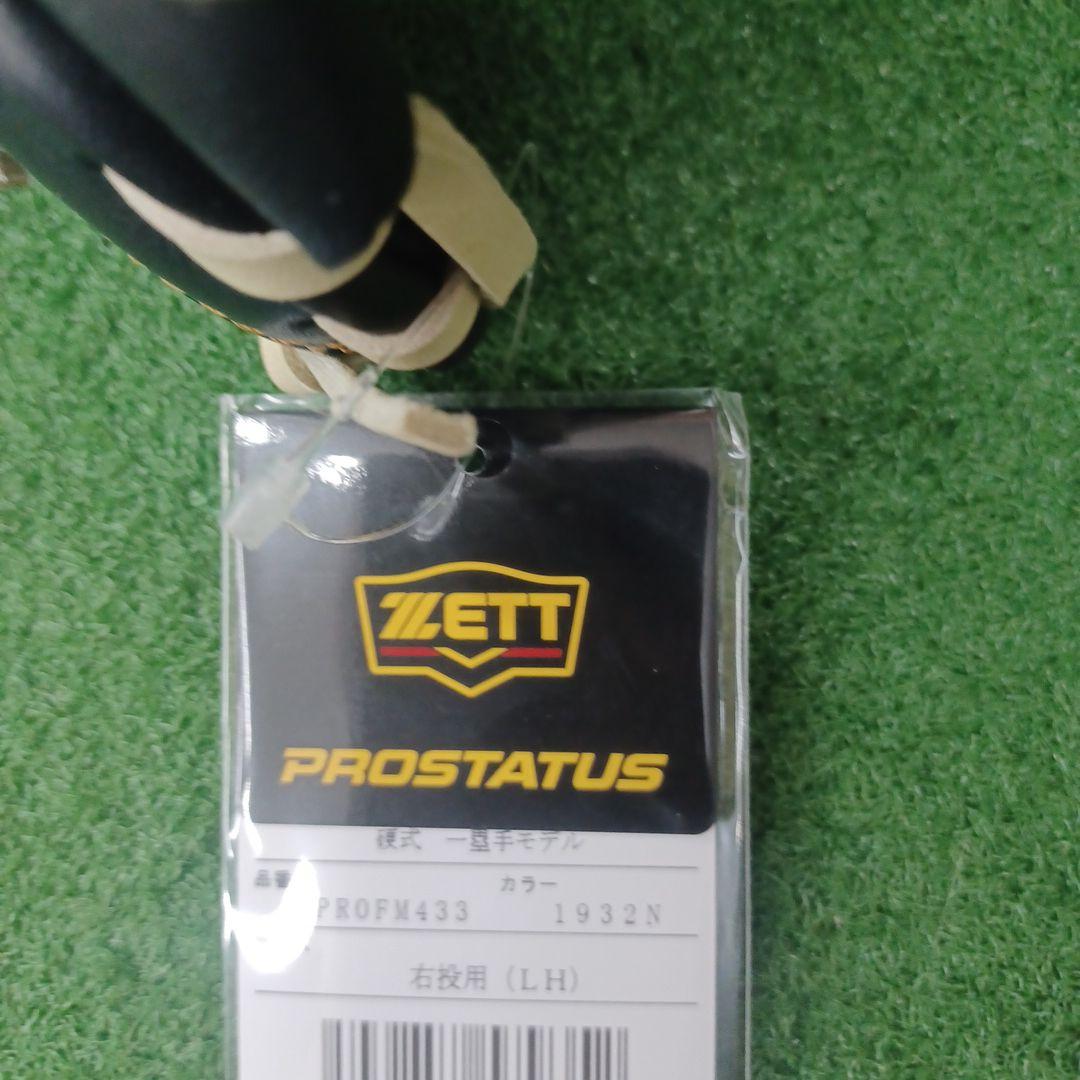 ZETT
PROSTATUS
硬式 一塁手モデル
品番 カラー
PROFM433 1932N
右投用(LH)